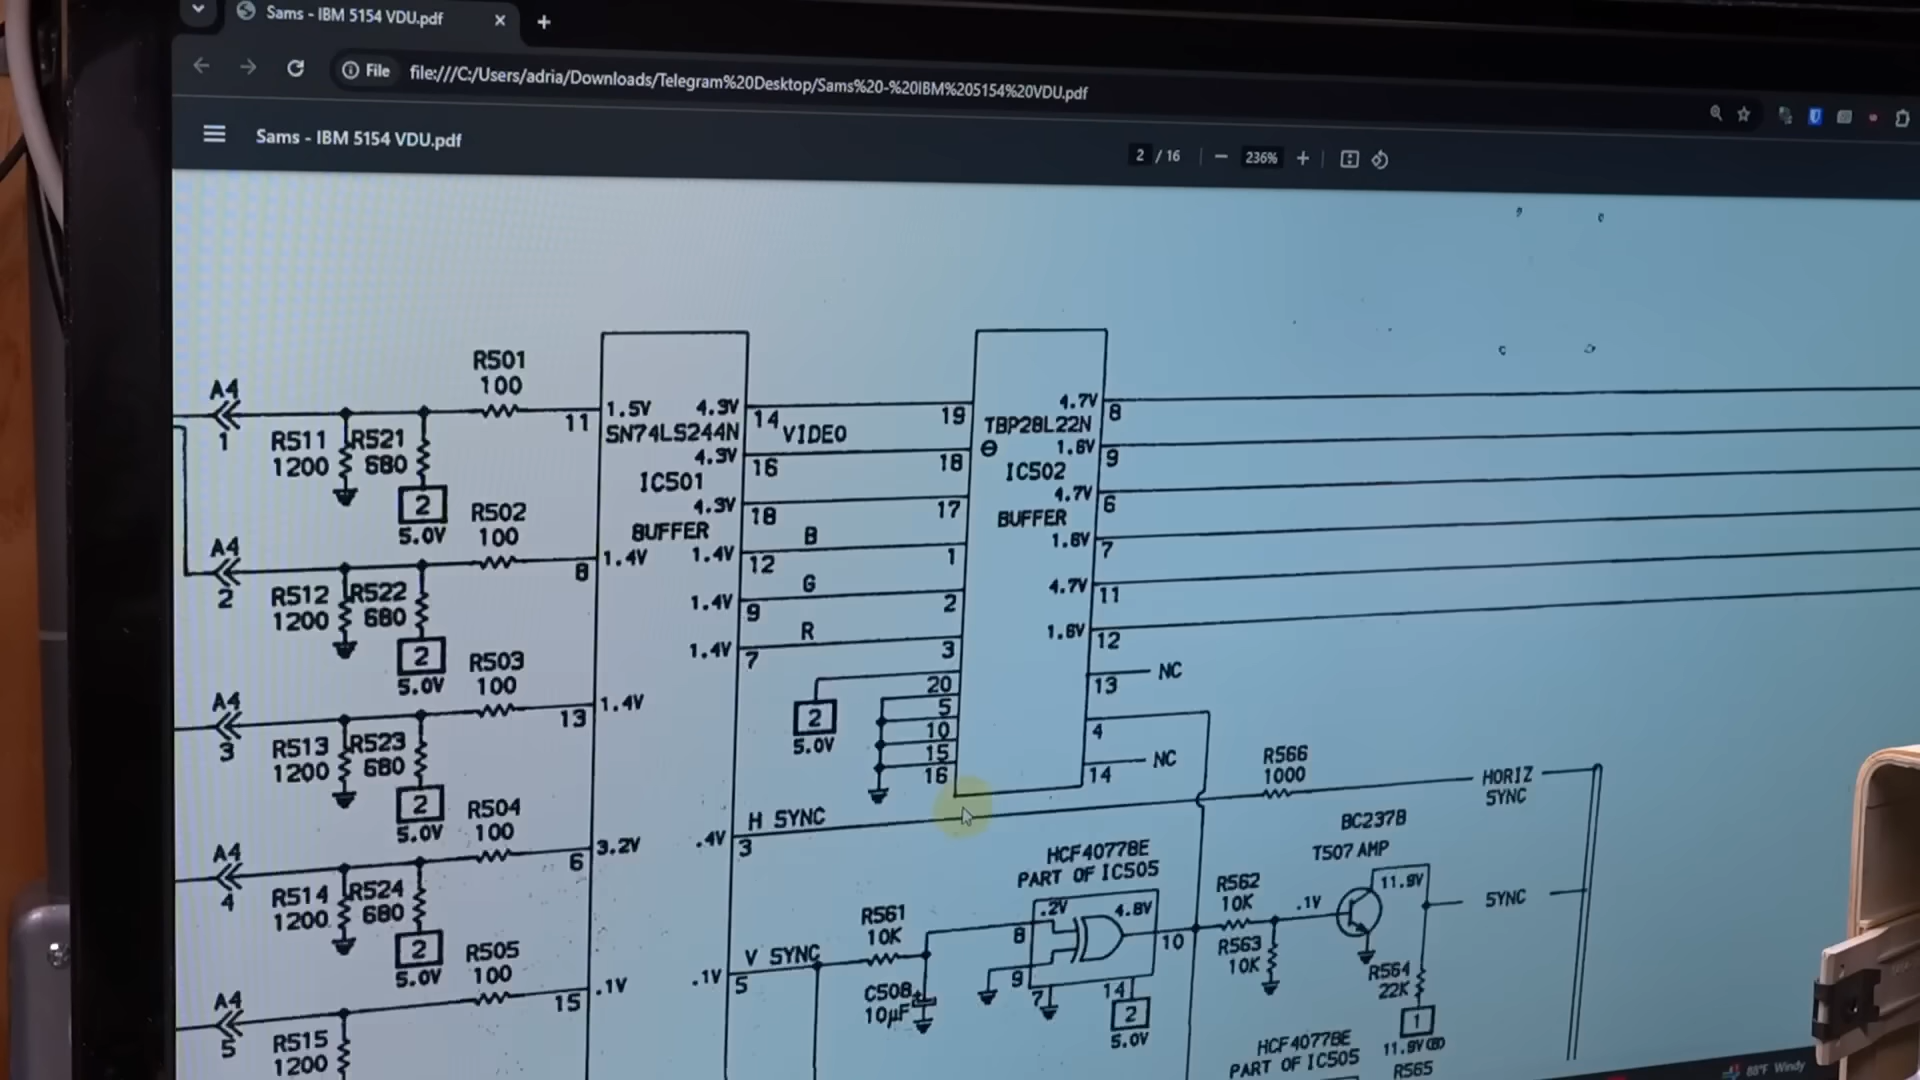 Sams - IBM 5154 VDU.pdf
File file:///C:/Users/adria/Downloads/Telegram%20Desktop/Sams%20-%20IBM%205154%20VDU.pdf
Sams - IBM 5154 VDU.pdf
2 / 16
236%
A4
1
R511
1200
R521
680
2
5.0V
R501
100
11
A4
2
R512
1200
R522
680
2
5.0V
R502
100
8
A4
3
R513
1200
R523
680
2
5.0V
R503
100
13
A4
4
R514
1200
R524
680
2
5.0V
R504
100
6
A4
5
R515
1200
R505
100
15
1.5V 4.3V
SN74LS244N
4.3V
IC501
4.3V
BUFFER
1.4V 1.4V
1.4V
1.4V
1.4V
3.2V
.4V
.1V
.1V
14 VIDEO 19
16 18
18 17
B
12 1
G
9 2
R
7 3
20
5
10
15
16
2
5.0V
4.7V
TBP28L22N
1.6V
IC502
4.7V
BUFFER
1.6V
4.7V
1.6V
8
9
6
7
11
12
13 NC
4
14 NC
H SYNC
3
R566
1000
HORIZ
SYNC
V SYNC
5
R561
10K
C508
10µF
HCF4077BE
PART OF IC505
.2V 4.8V
8
9
7
14
10
2
5.0V
R562
10K
R563
10K
.1V
BC237B
T507 AMP
11.9V
SYNC
R564
22K
1
HCF4077BE
PART OF IC505
R565
88°F Windy